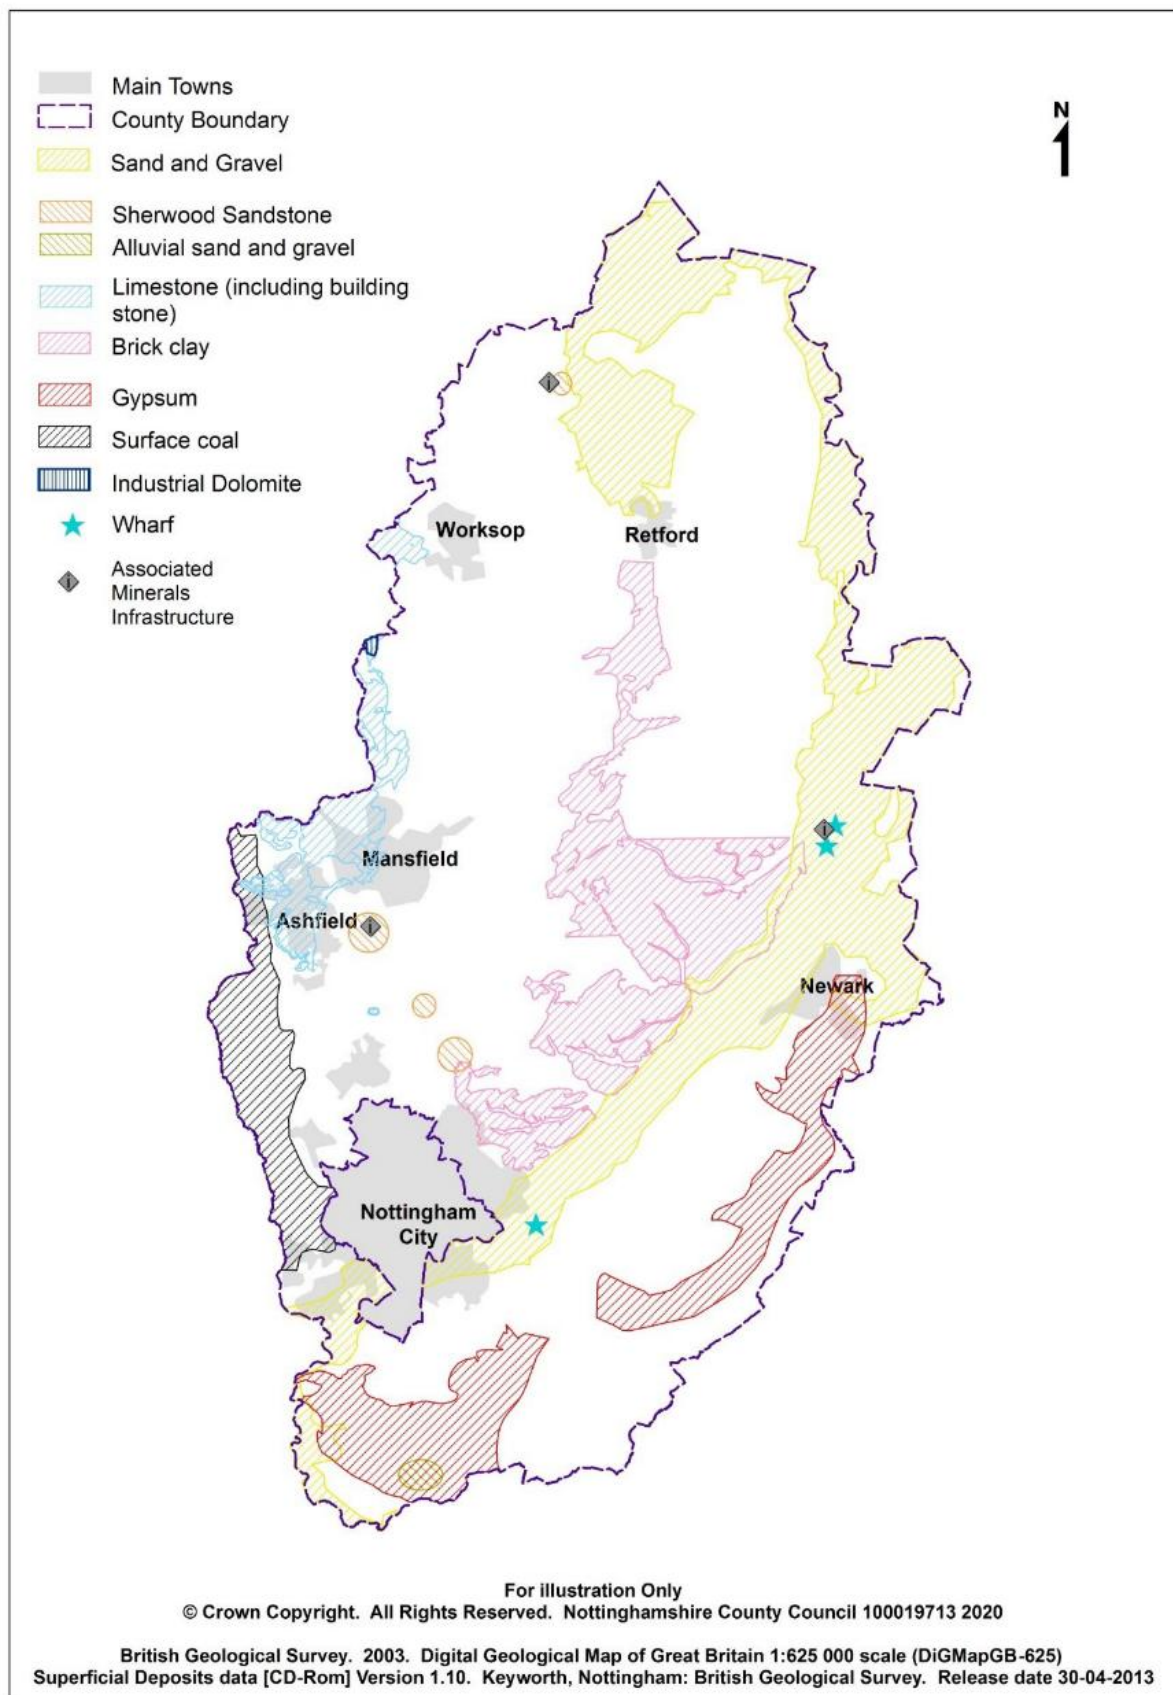 Main Towns
County Boundary
Sand and Gravel
Sherwood Sandstone
Alluvial sand and gravel
Limestone (including building
stone)
Brick clay
Gypsum
Surface coal
Industrial Dolomite
Wharf
i
Associated
Minerals
Infrastructure
N
i
Worksop
Retford
i
Mansfield
Ashfield
i
Newark
Nottingham
City
For illustration Only
© Crown Copyright. All Rights Reserved. Nottinghamshire County Council 100019713 2020
British Geological Survey. 2003. Digital Geological Map of Great Britain 1:625 000 scale (DiGMapGB-625)
Superficial Deposits data [CD-Rom] Version 1.10. Keyworth, Nottingham: British Geological Survey. Release date 30-04-2013